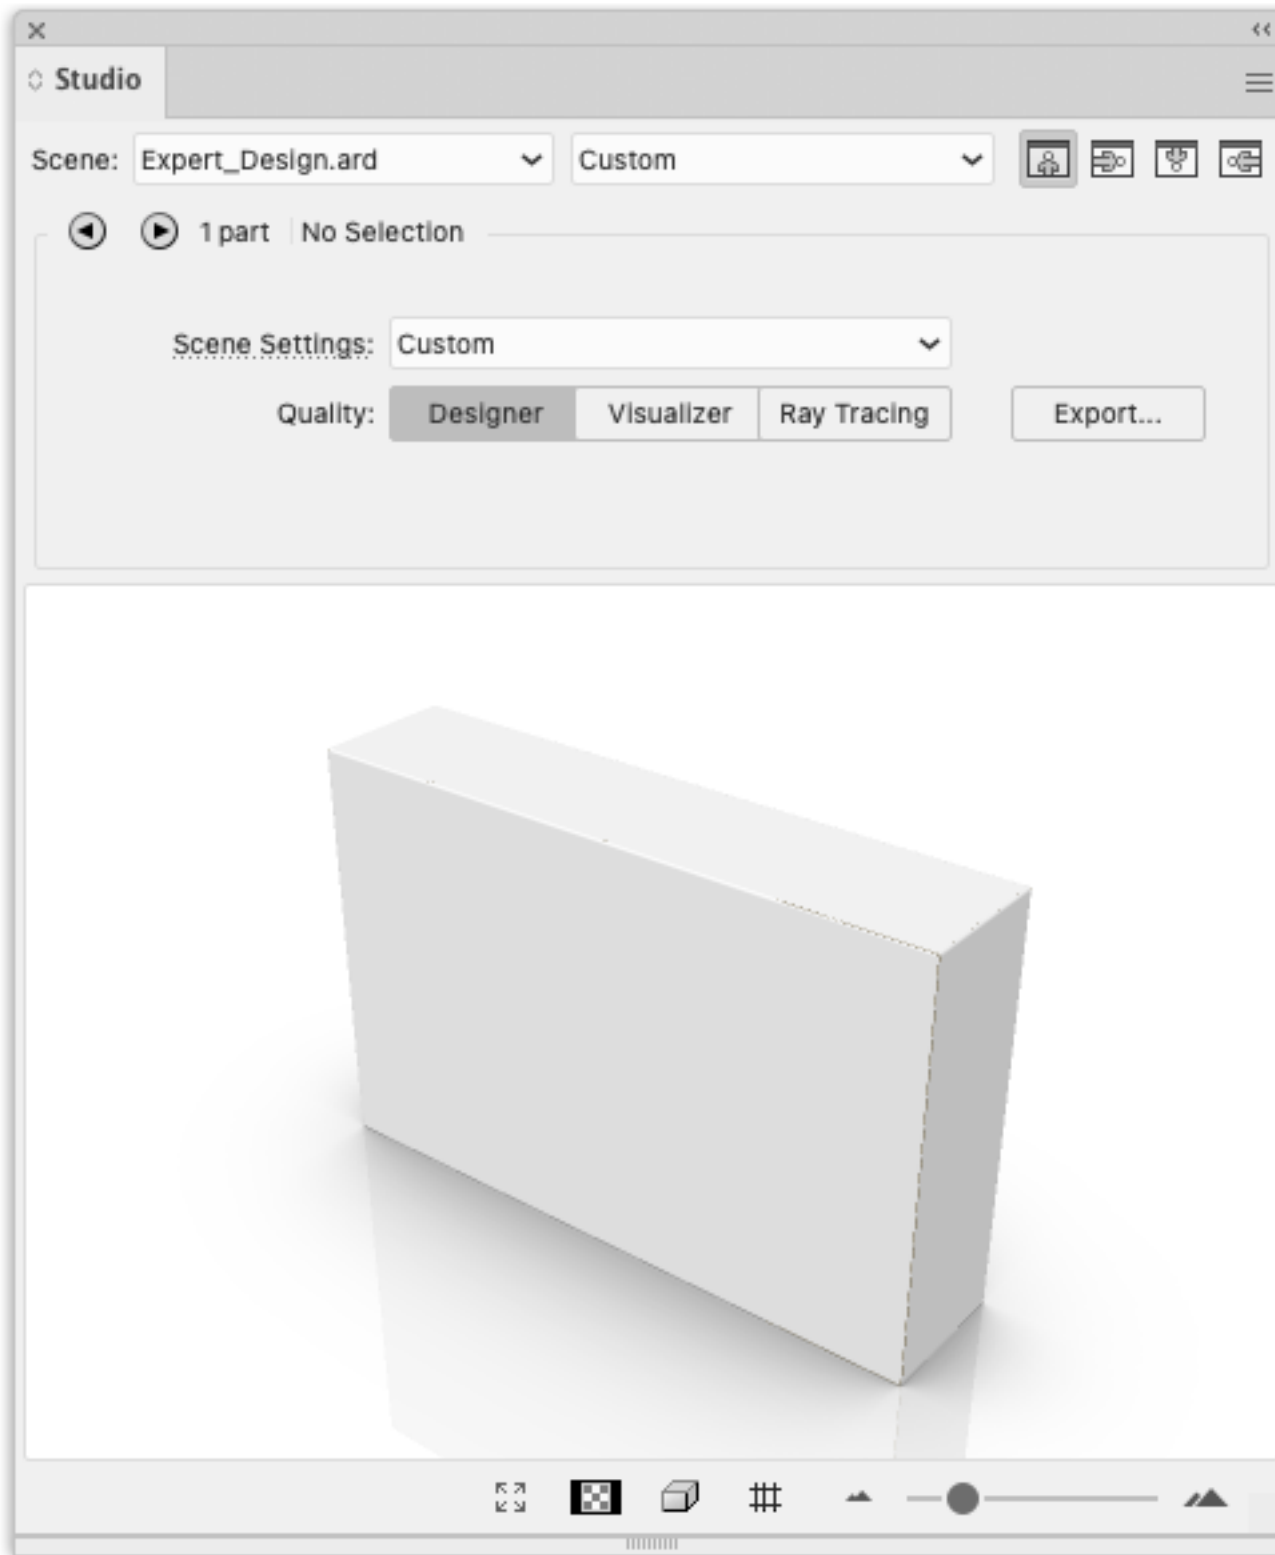 Studio
Scene: Expert_Design.ard Custom
1 part No Selection
Scene Settings: Custom
Quality: Designer Visualizer Ray Tracing Export...